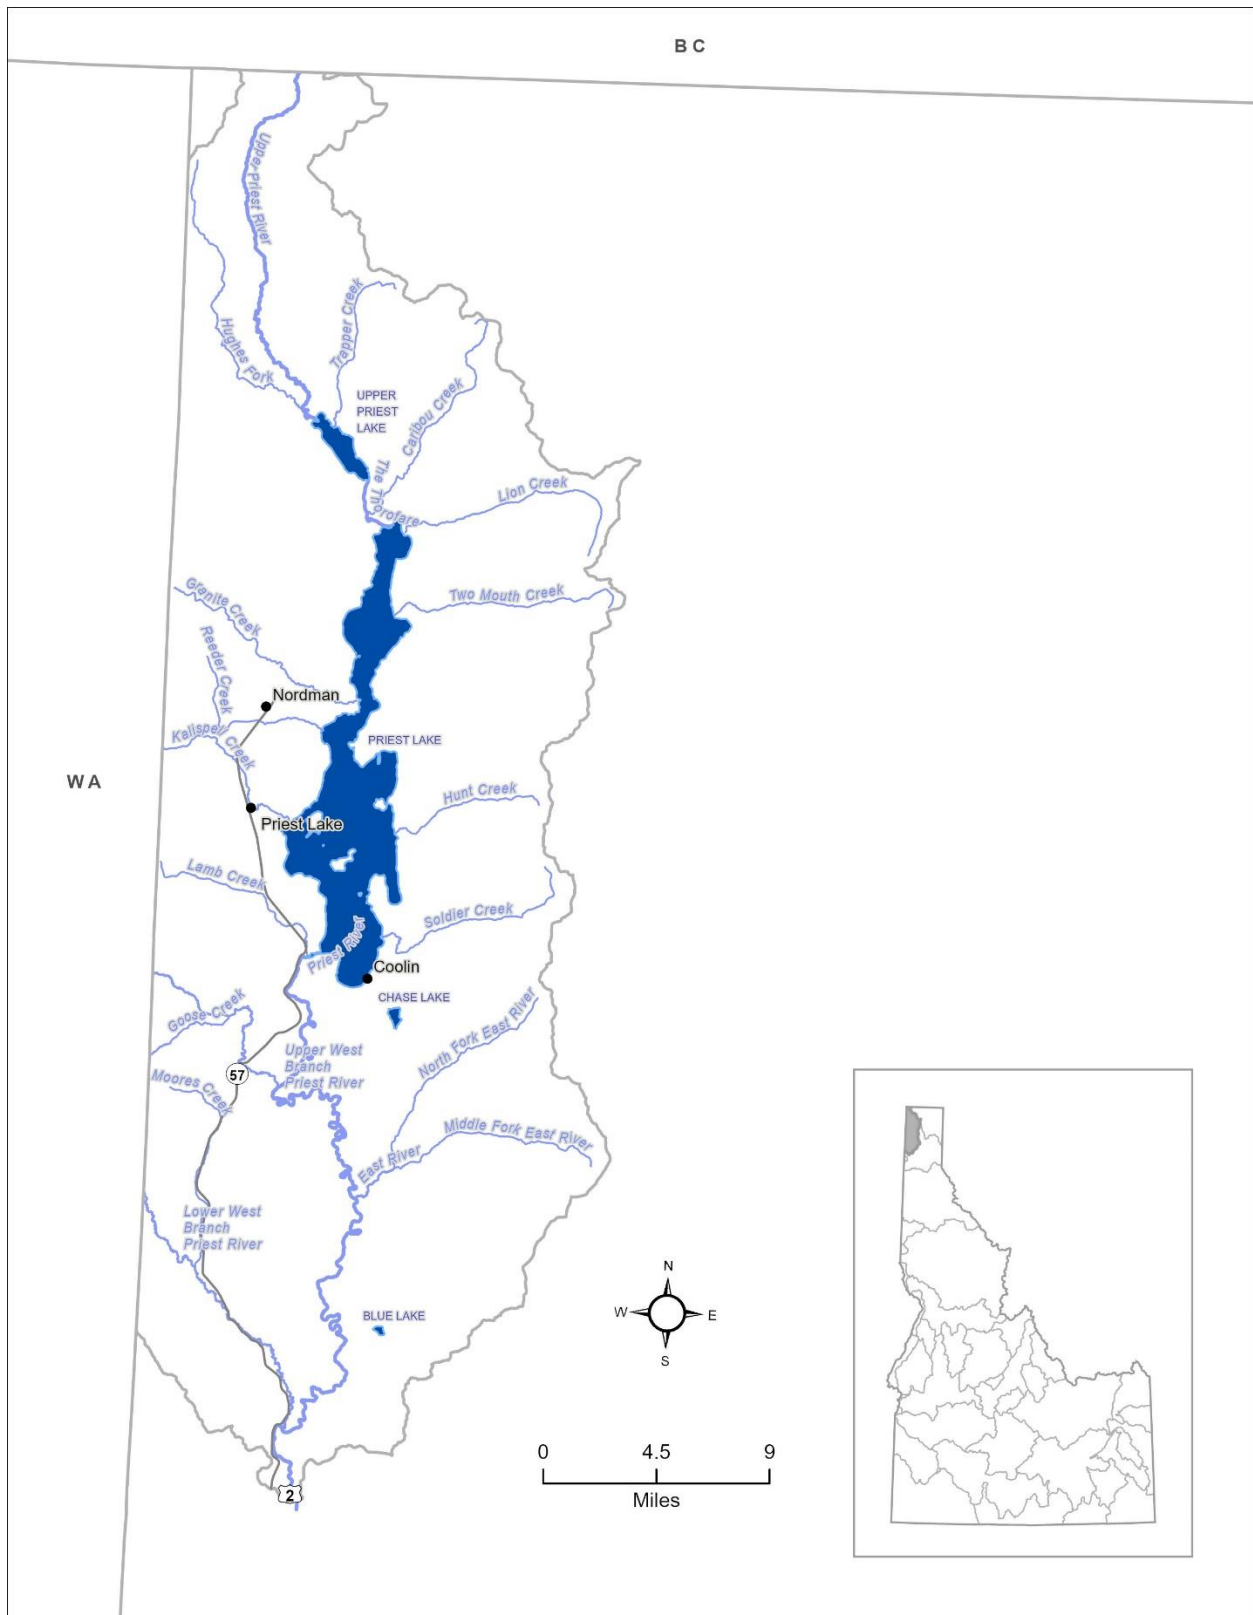 BC
Upper Priest River
Trapper Creek
Hughes Fork
UPPER
PRIEST
LAKE
Caribou Creek
The Thorofare
Lion Creek
Granite Creek
Two Mouth Creek
Reeder Creek
Nordman
Kalispell Creek
PRIEST LAKE
WA
Hunt Creek
Priest Lake
Lamb Creek
Soldier Creek
Priest River
Coolin
CHASE LAKE
Goose Creek
North Fork East River
Upper West
Branch
Priest River
57
Moores Creek
Middle Fork East River
East River
Lower West
Branch
Priest River
BLUE LAKE
N
W E
S
0 4.5 9
Miles
2